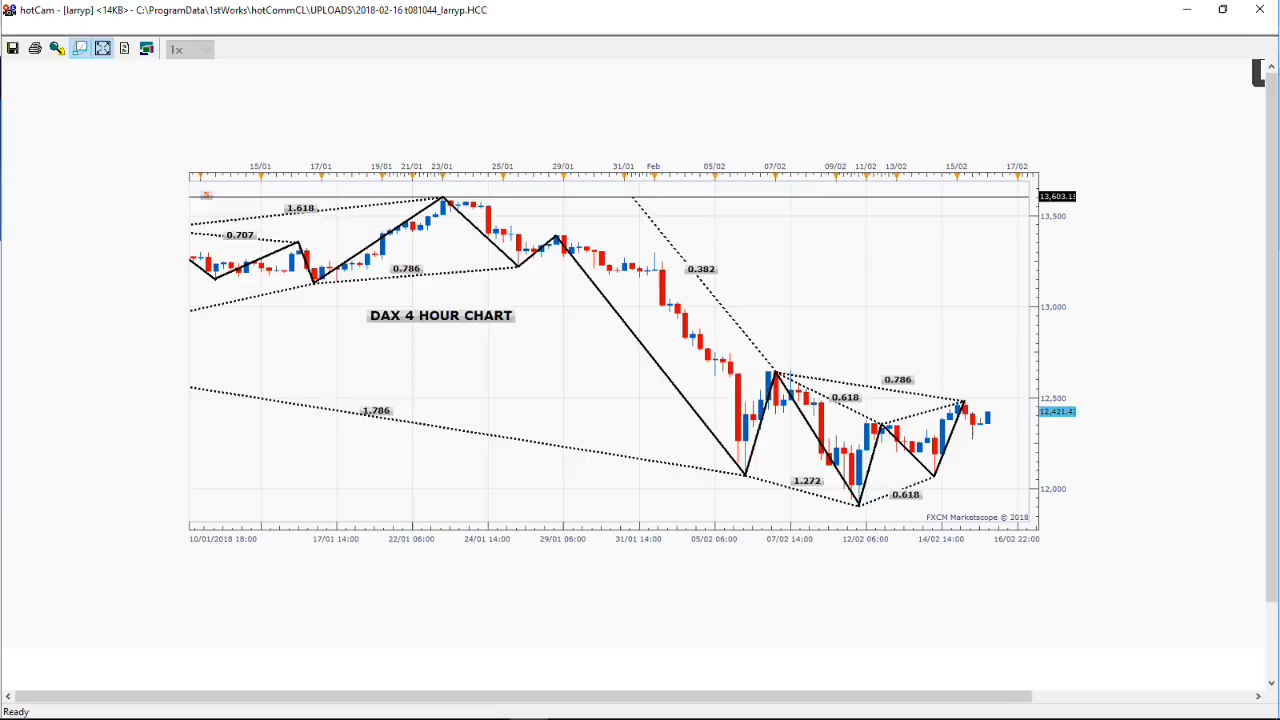 hotCam - [larryp] <14KB> - C:\ProgramData\1stWorks\hotCommCL\UPLOADS\2018-02-16 t081044_larryp.HCC
1x
15/01 17/01 19/01 21/01 23/01 25/01 29/01 31/01 Feb 05/02 07/02 09/02 11/02 13/02 15/02 17/02
S
13,603.19
1.618
13,500
0.707
0.786
0.382
13,000
DAX 4 HOUR CHART
0.786
0.618
12,500
1.786
12,421.47
1.272
12,000
0.618
FXCM Marketscope © 2018
10/01/2018 18:00 17/01 14:00 22/01 06:00 24/01 14:00 29/01 06:00 31/01 14:00 05/02 06:00 07/02 14:00 12/02 06:00 14/02 14:00 16/02 22:00
Ready